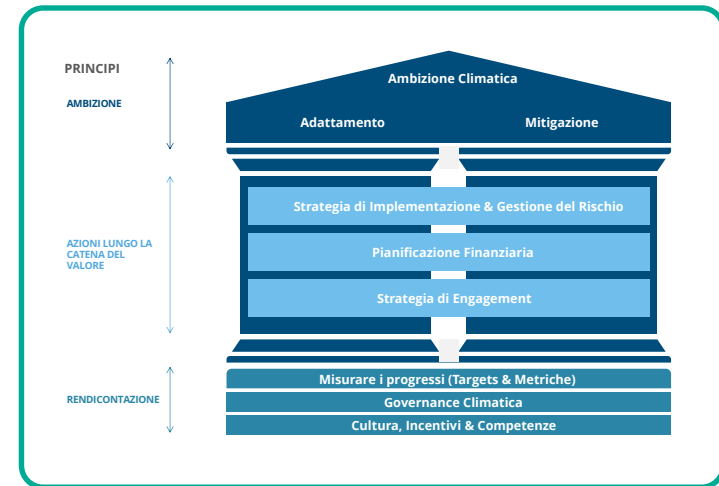 PRINCIPI
AMBIZIONE
Ambizione Climatica
Adattamento
Mitigazione
AZIONI LUNGO LA
CATENA DEL
VALORE
Strategia di Implementazione & Gestione del Rischio
Pianificazione Finanziaria
Strategia di Engagement
RENDICONTAZIONE
Misurare i progressi (Targets & Metriche)
Governance Climatica
Cultura, Incentivi & Competenze